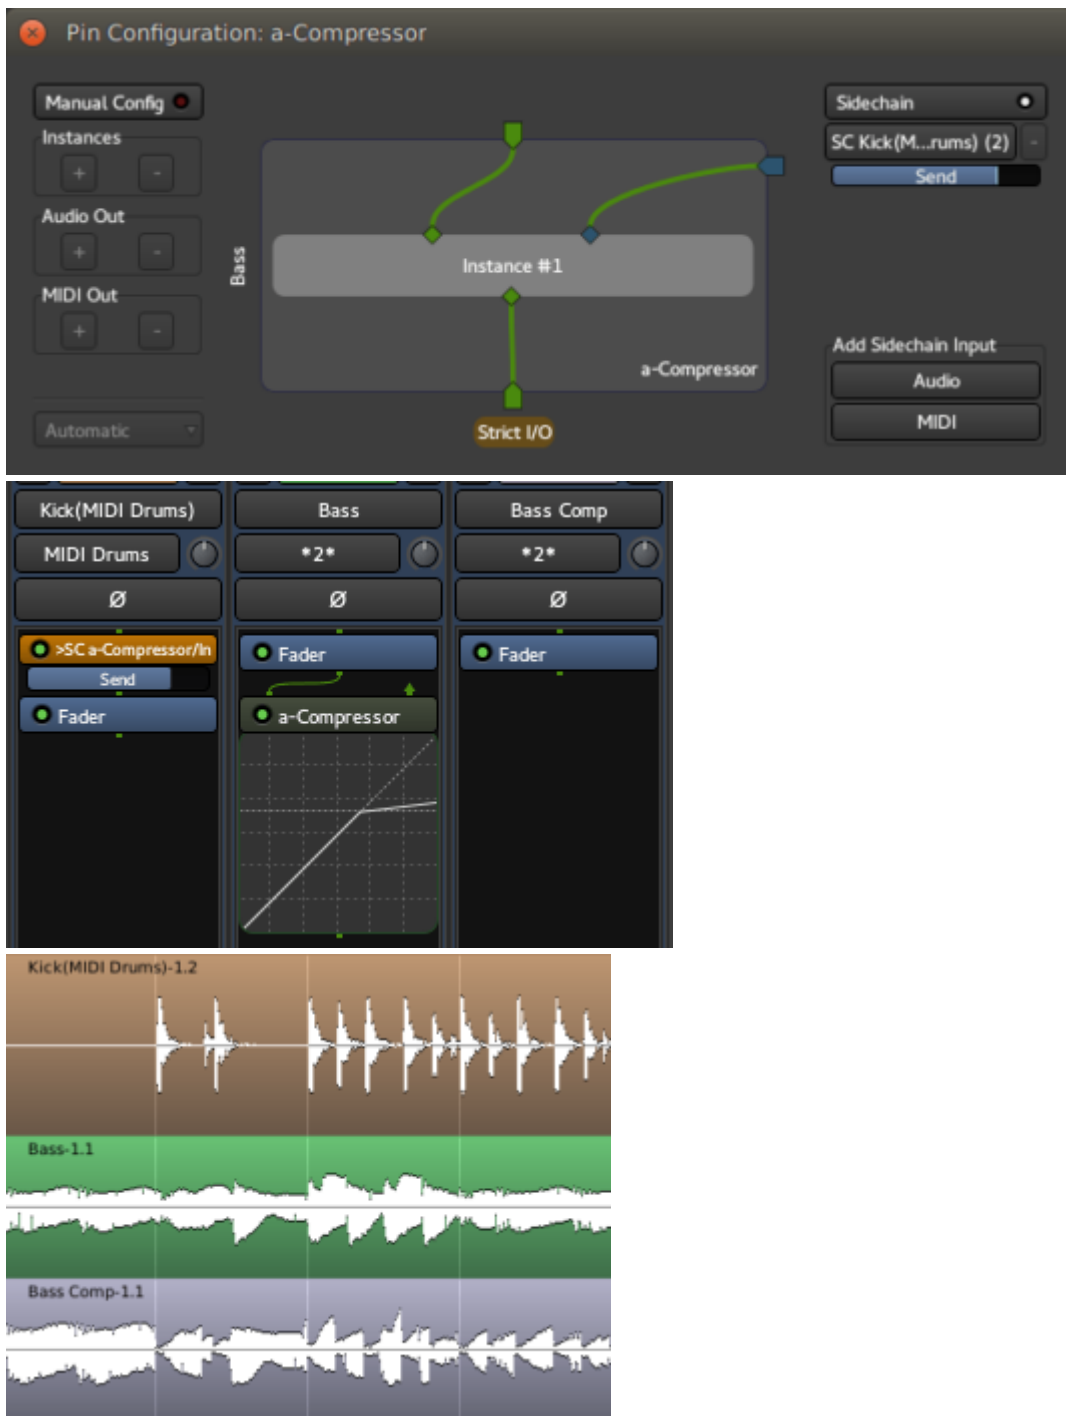 Pin Configuration: a-Compressor
Manual Config
Sidechain
Instances
SC Kick(M...rums) (2) -
+ -
Send
Audio Out
+ -
Bass
Instance #1
MIDI Out
+ -
Add Sidechain Input
a-Compressor
Audio
Automatic
Strict I/O
MIDI
Kick(MIDI Drums)
Bass
Bass Comp
MIDI Drums
*2*
*2*
Ø
Ø
Ø
>SC a-Compressor/In
Fader
Fader
Send
Fader
a-Compressor
Kick(MIDI Drums)-1.2
Bass-1.1
Bass Comp-1.1